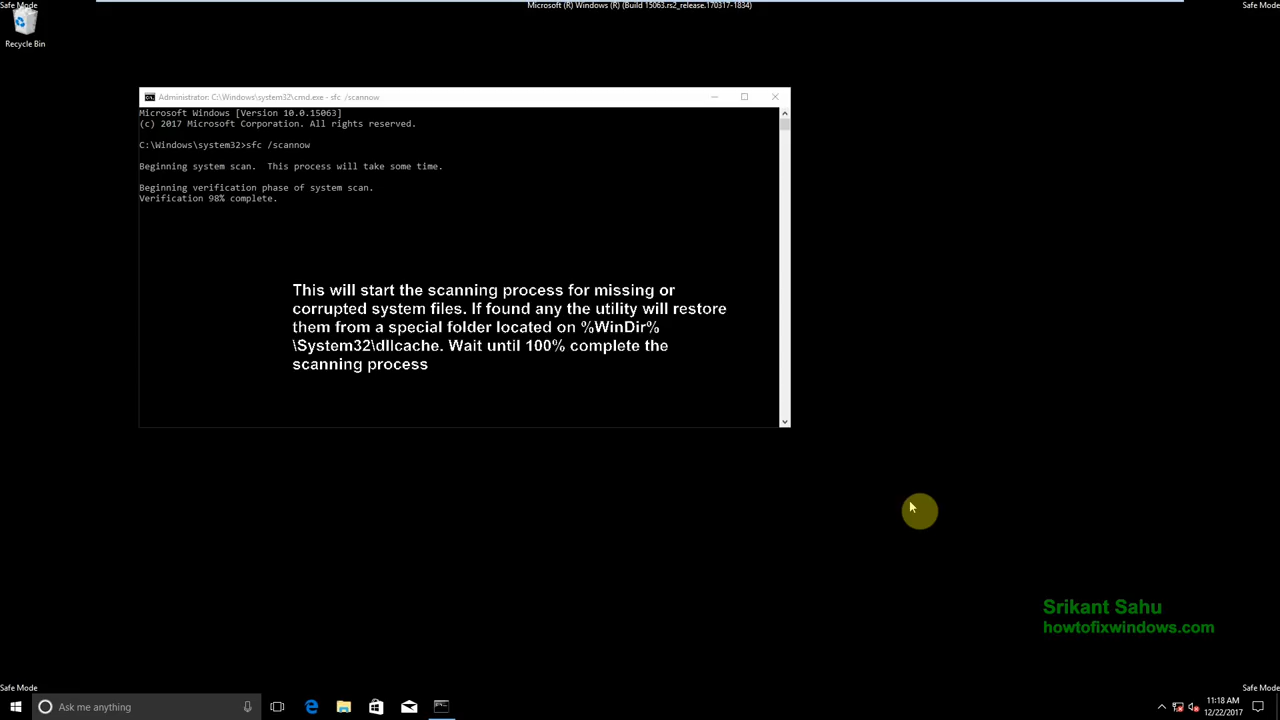 Safe Mode
Microsoft (R) Windows (R) (Build 15063.rs2_release.170317-1834)
Safe Mode
Recycle Bin
Administrator: C:\Windows\system32\cmd.exe - sfc /scannow
Microsoft Windows [Version 10.0.15063]
(c) 2017 Microsoft Corporation. All rights reserved.
C:\Windows\system32>sfc /scannow
Beginning system scan.  This process will take some time.
Beginning verification phase of system scan.
Verification 98% complete.
This will start the scanning process for missing or
corrupted system files. If found any the utility will restore
them from a special folder located on %WinDir%
\System32\dllcache. Wait until 100% complete the
scanning process
Srikant Sahu
howtofixwindows.com
Safe Mode
Safe Mode
Ask me anything
11:18 AM
12/22/2017